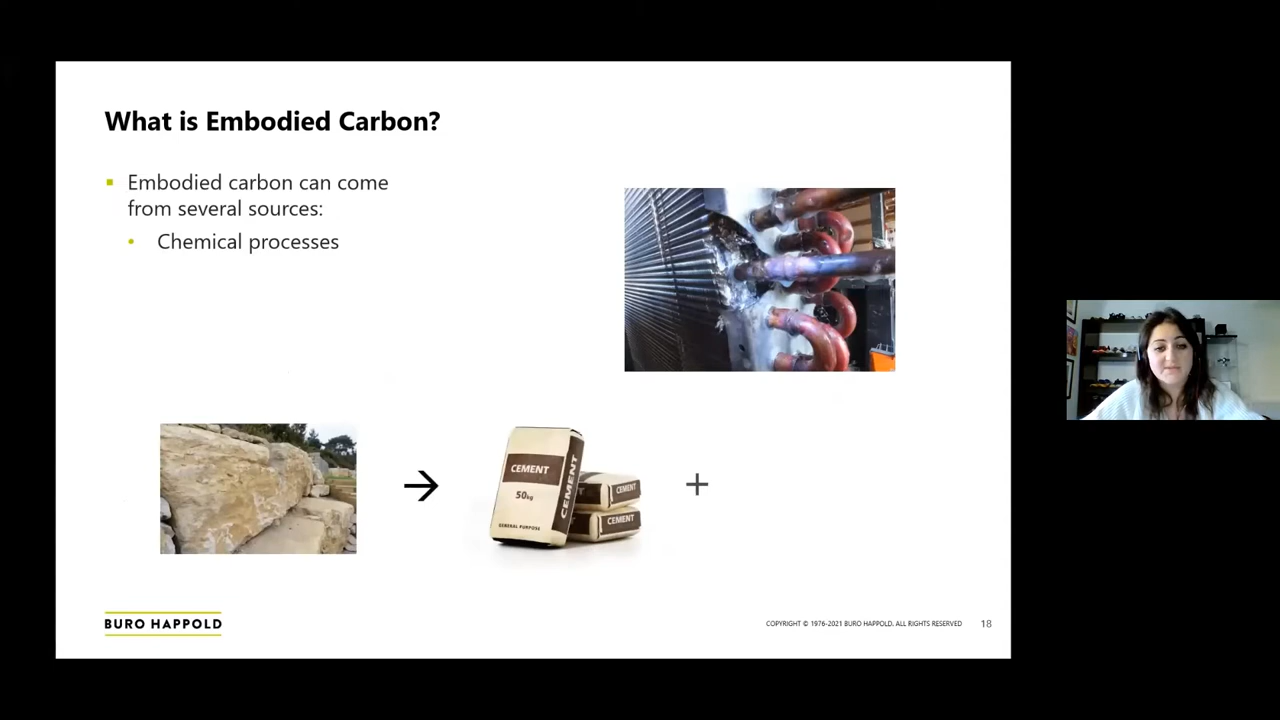 What is Embodied Carbon?
Embodied carbon can come
from several sources:
Chemical processes
CEMENT
50kg
GENERAL PURPOSE
CEMENT
CEMENT
CEMENT
+
BURO HAPPOLD
COPYRIGHT © 1976-2021 BURO HAPPOLD. ALL RIGHTS RESERVED
18